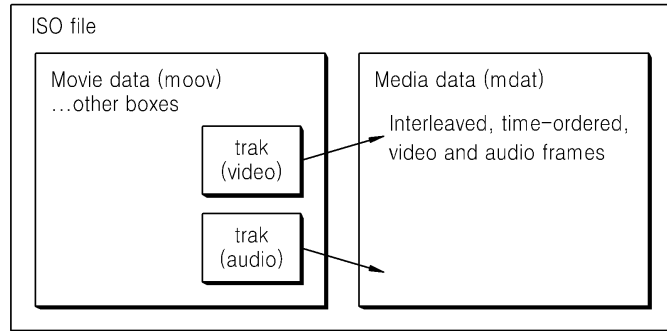 ISO file
Movie data (moov)
...other boxes
trak
(video)
trak
(audio)
Media data (mdat)
Interleaved, time-ordered,
video and audio frames